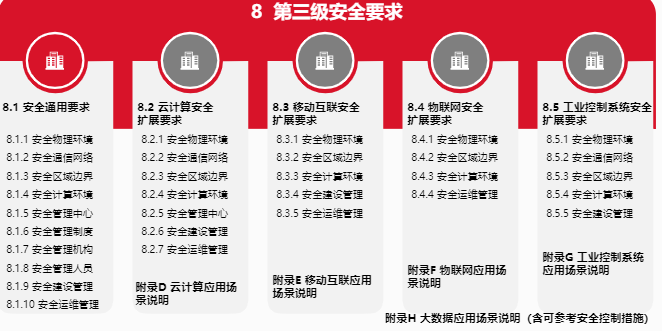 8 第三级安全要求
8.1 安全通用要求
8.1.1 安全物理环境
8.1.2 安全通信网络
8.1.3 安全区域边界
8.1.4 安全计算环境
8.1.5 安全管理中心
8.1.6 安全管理制度
8.1.7 安全管理机构
8.1.8 安全管理人员
8.1.9 安全建设管理
8.1.10 安全运维管理
8.2 云计算安全
扩展要求
8.2.1 安全物理环境
8.2.2 安全通信网络
8.2.3 安全区域边界
8.2.4 安全计算环境
8.2.5 安全管理中心
8.2.6 安全建设管理
8.2.7 安全运维管理
附录D 云计算应用场
景说明
8.3 移动互联安全
扩展要求
8.3.1 安全物理环境
8.3.2 安全区域边界
8.3.3 安全计算环境
8.3.4 安全建设管理
8.3.5 安全运维管理
附录E 移动互联应用
场景说明
8.4 物联网安全
扩展要求
8.4.1 安全物理环境
8.4.2 安全区域边界
8.4.3 安全计算环境
8.4.4 安全运维管理
附录F 物联网应用场
景说明
8.5 工业控制系统安全
扩展要求
8.5.1 安全物理环境
8.5.2 安全通信网络
8.5.3 安全区域边界
8.5.4 安全计算环境
8.5.5 安全建设管理
附录G 工业控制系统
应用场景说明
附录H 大数据应用场景说明（含可参考安全控制措施）